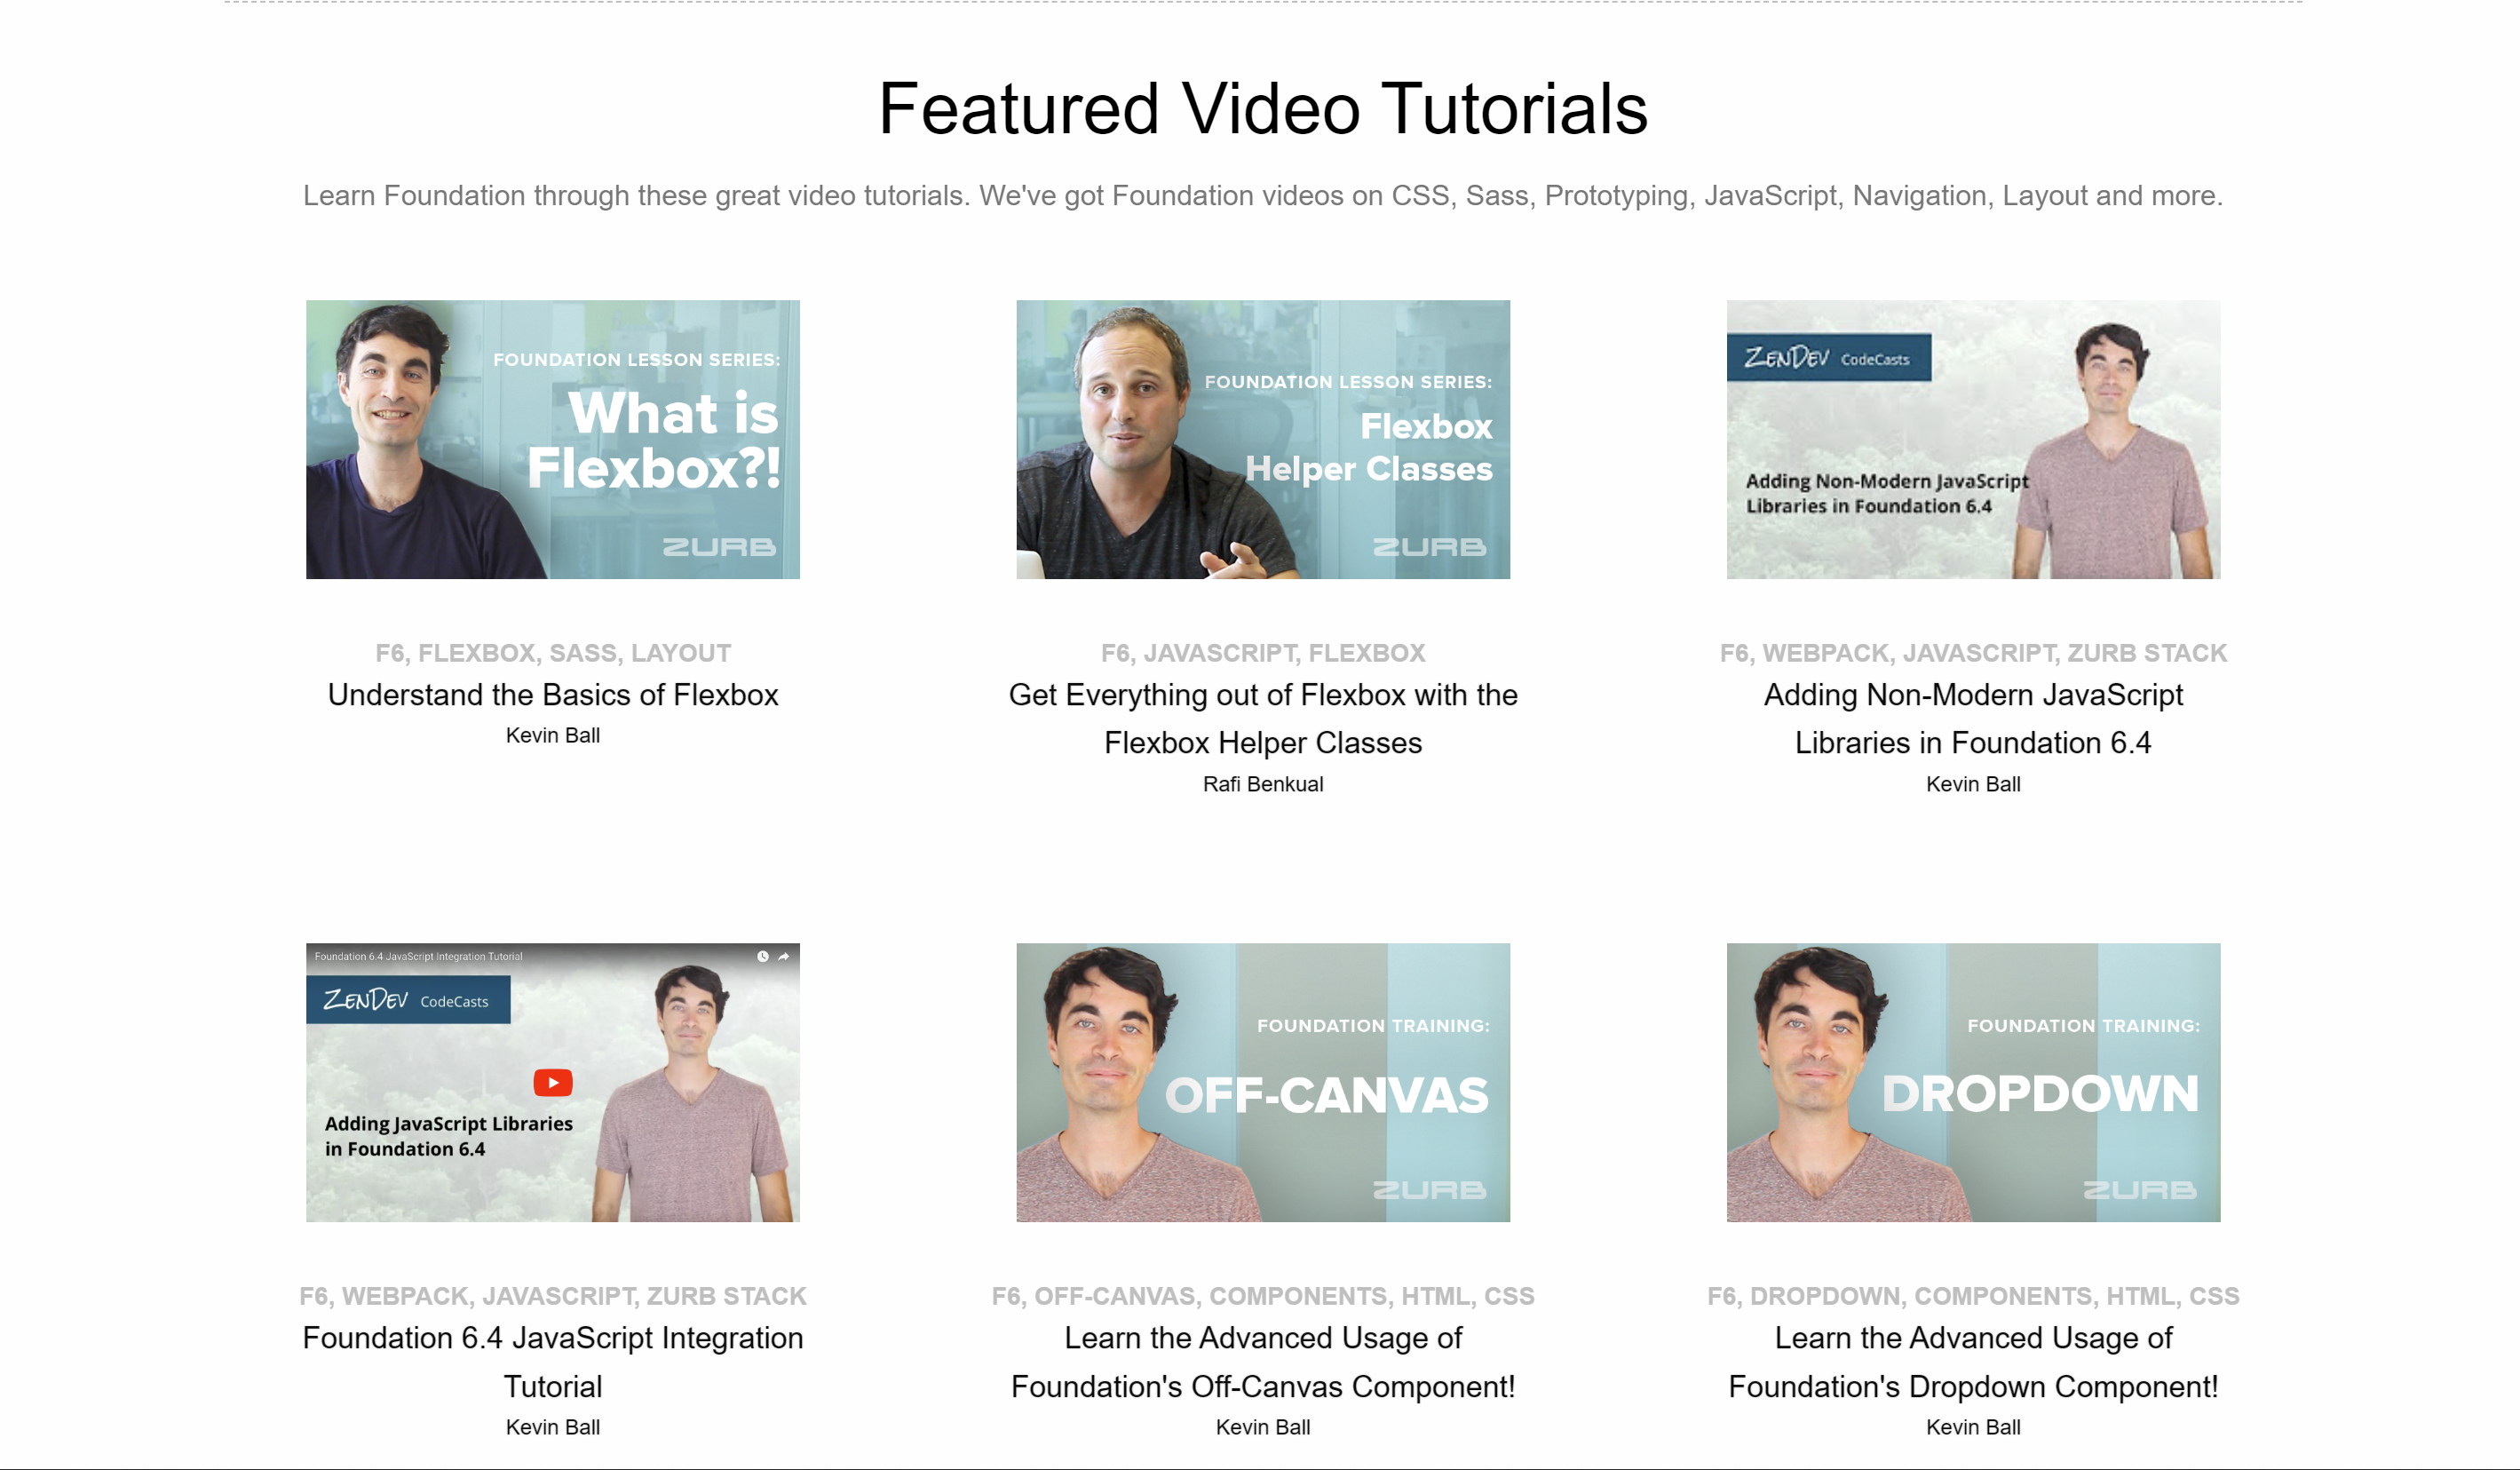 Featured Video Tutorials
Learn Foundation through these great video tutorials. We've got Foundation videos on CSS, Sass, Prototyping, JavaScript, Navigation, Layout and more.
FOUNDATION LESSON SERIES:
What is
Flexbox?!
ZURB
F6, FLEXBOX, SASS, LAYOUT
Understand the Basics of Flexbox
Kevin Ball
FOUNDATION LESSON SERIES:
Flexbox
Helper Classes
ZURB
F6, JAVASCRIPT, FLEXBOX
Get Everything out of Flexbox with the
Flexbox Helper Classes
Rafi Benkual
ZENDEV CodeCasts
Adding Non-Modern JavaScript
Libraries in Foundation 6.4
F6, WEBPACK, JAVASCRIPT, ZURB STACK
Adding Non-Modern JavaScript
Libraries in Foundation 6.4
Kevin Ball
Foundation 6.4 JavaScript Integration Tutorial
ZENDEV CodeCasts
Adding JavaScript Libraries
in Foundation 6.4
F6, WEBPACK, JAVASCRIPT, ZURB STACK
Foundation 6.4 JavaScript Integration
Tutorial
Kevin Ball
FOUNDATION TRAINING:
OFF-CANVAS
ZURB
F6, OFF-CANVAS, COMPONENTS, HTML, CSS
Learn the Advanced Usage of
Foundation's Off-Canvas Component!
Kevin Ball
FOUNDATION TRAINING:
DROPDOWN
ZURB
F6, DROPDOWN, COMPONENTS, HTML, CSS
Learn the Advanced Usage of
Foundation's Dropdown Component!
Kevin Ball